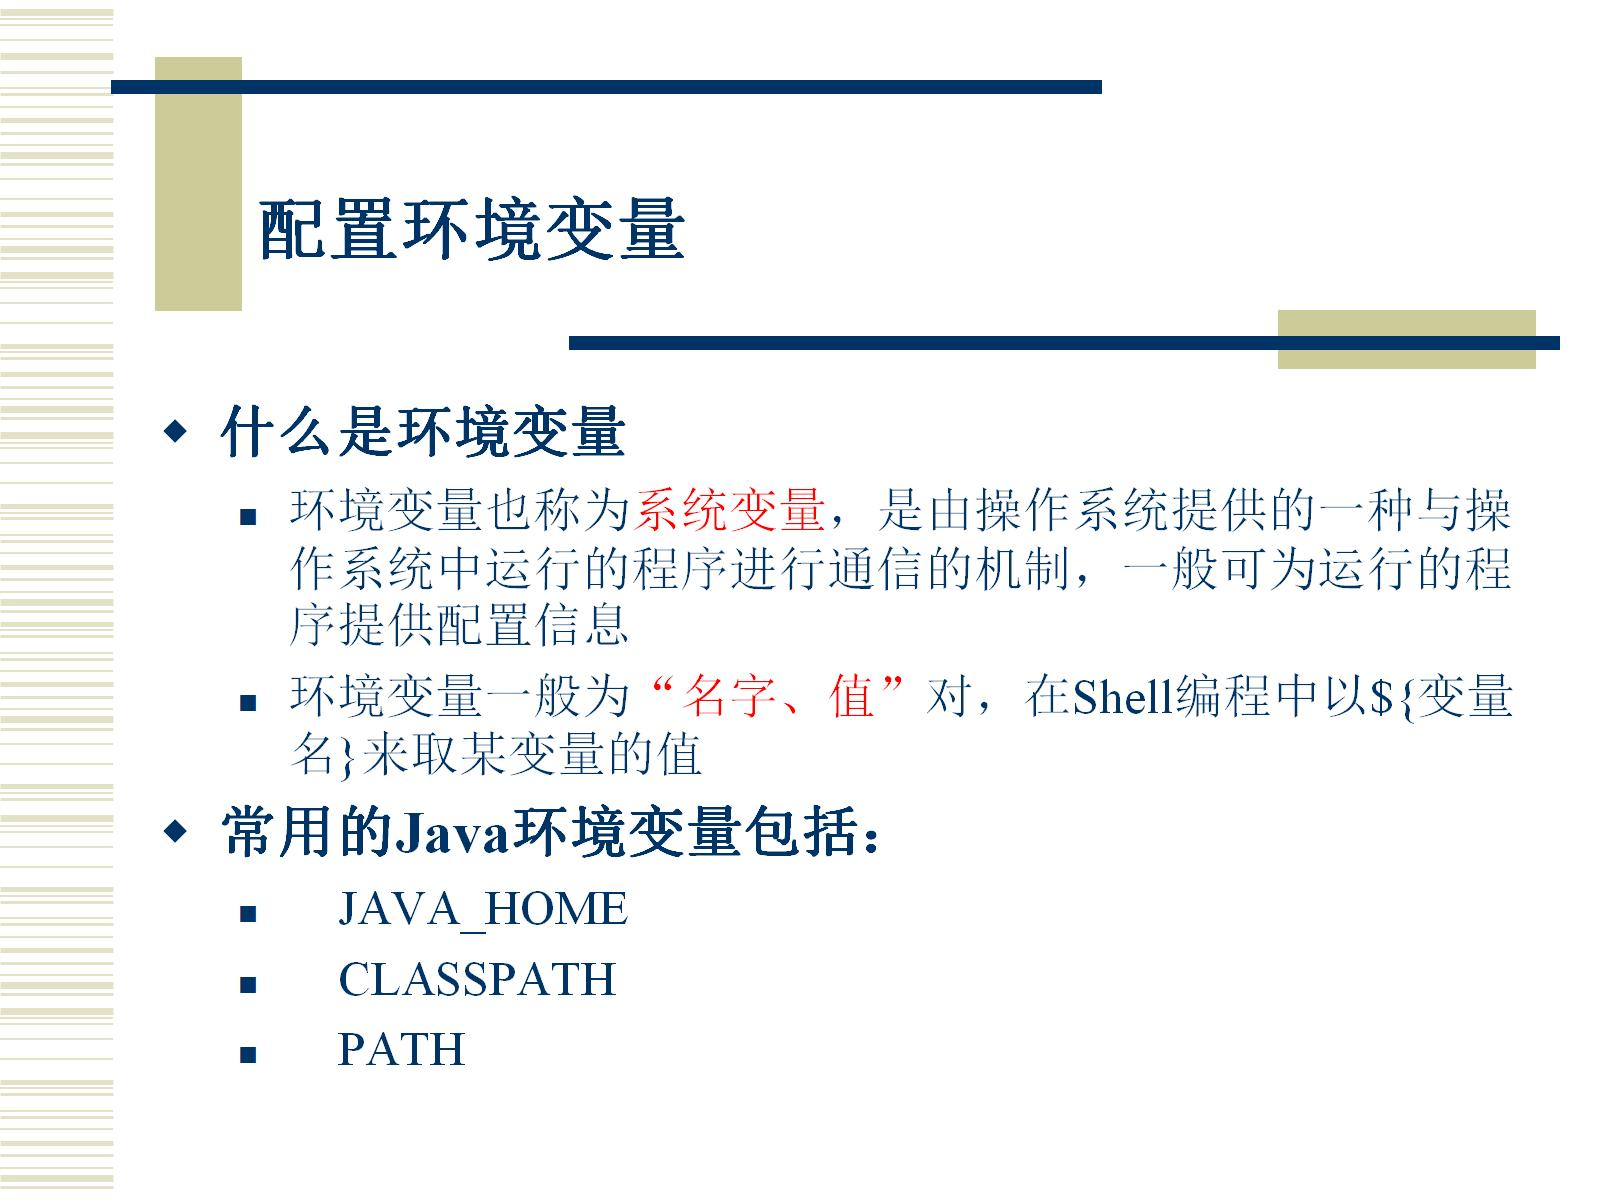 配置环境变量
什么是环境变量
环境变量也称为系统变量，是由操作系统提供的一种与操
作系统中运行的程序进行通信的机制，一般可为运行的程
序提供配置信息
环境变量一般为“名字、值”对，在Shell编程中以${变量
名}来取某变量的值
常用的Java环境变量包括：
JAVA_HOME
CLASSPATH
PATH